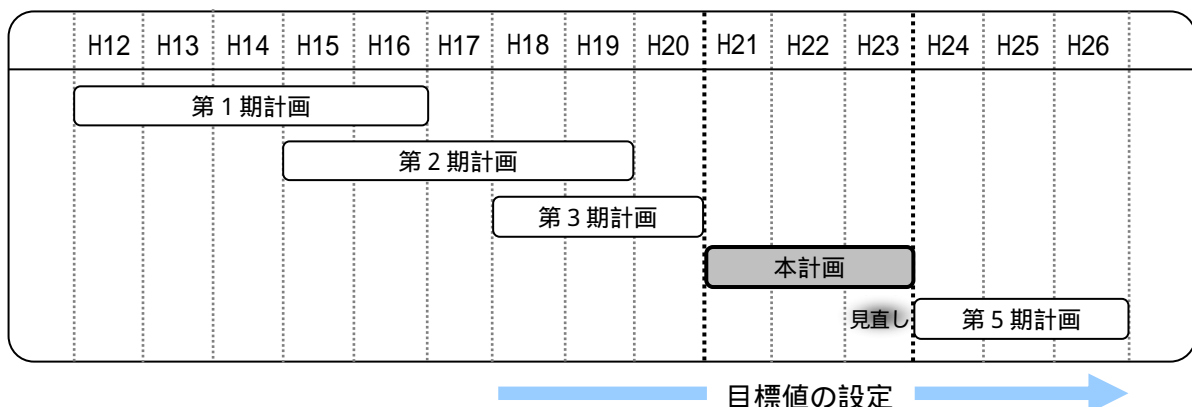 H12 H13 H14 H15 H16 H17 H18 H19 H20 H21 H22 H23 H24 H25 H26
第1期計画
第2期計画
第3期計画
本計画
見直し 第5期計画
目標値の設定